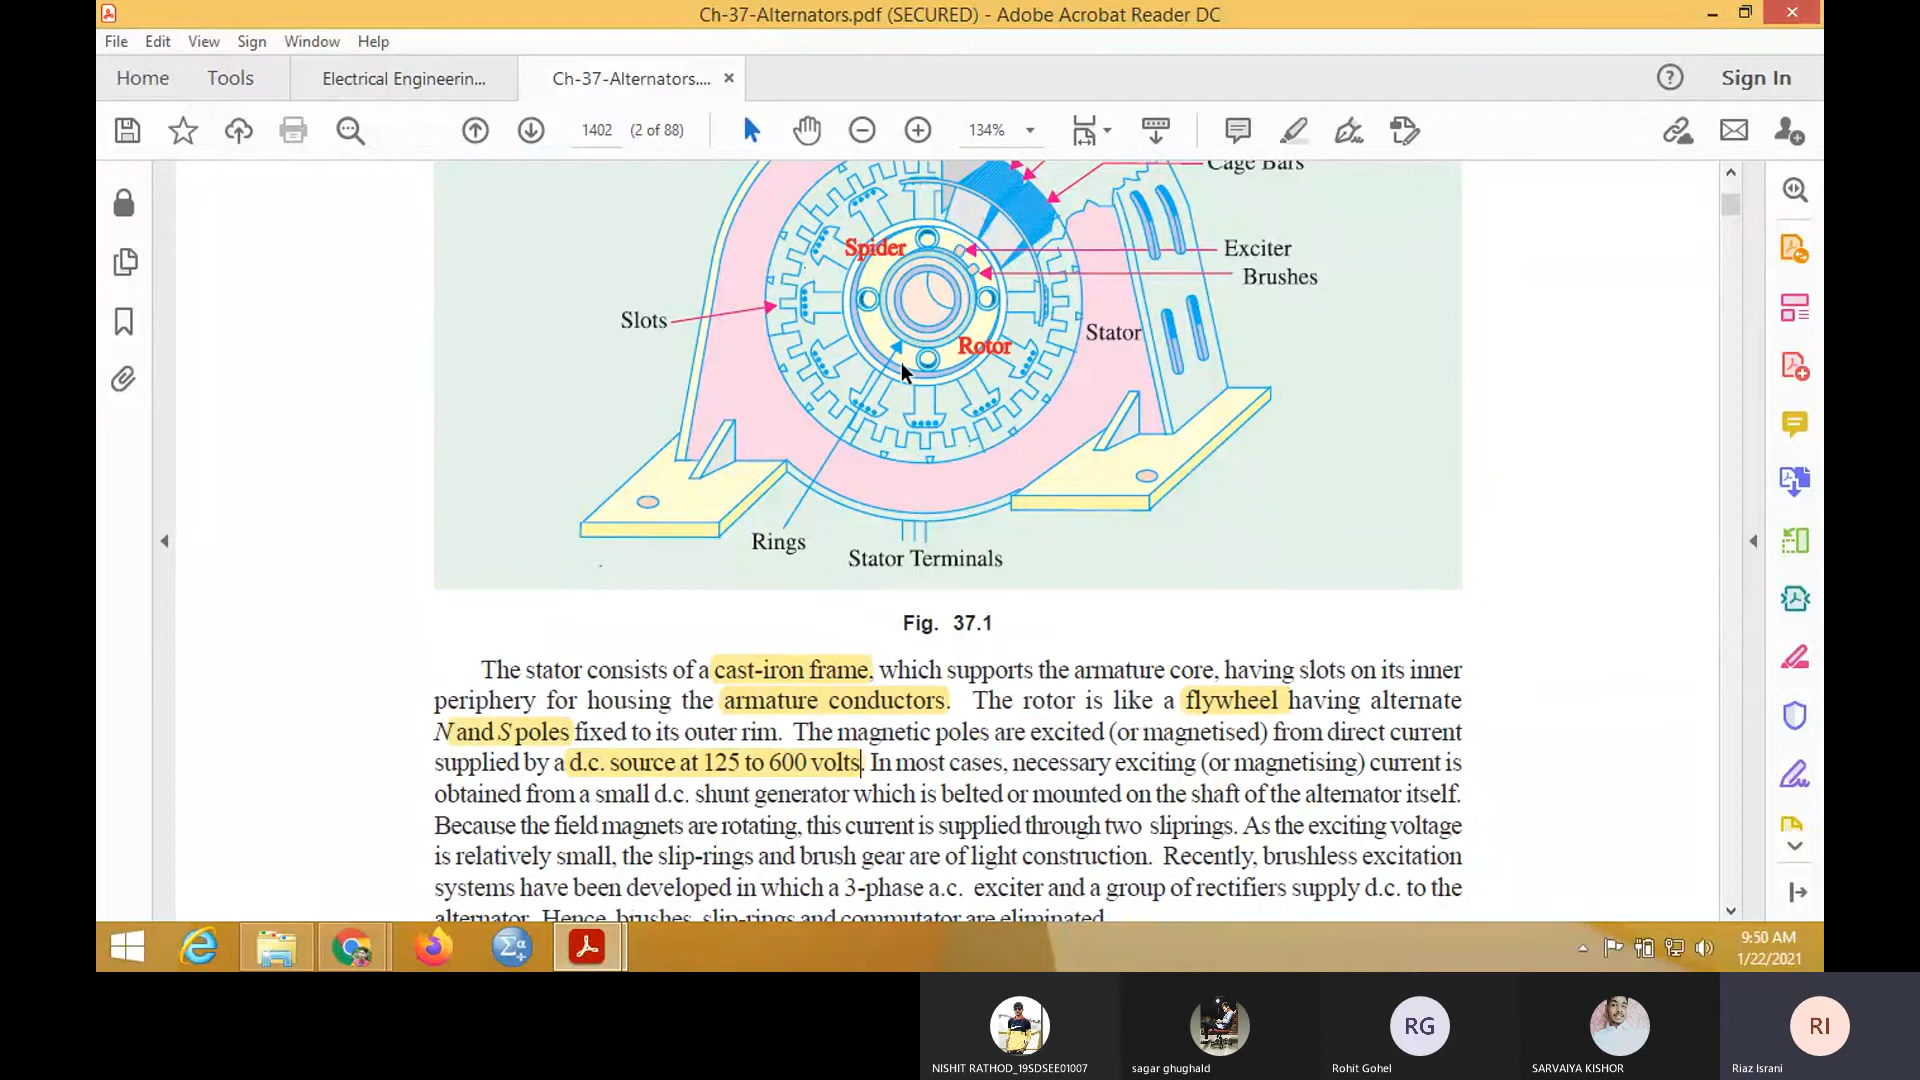 Ch-37-Alternators.pdf (SECURED) - Adobe Acrobat Reader DC
File Edit View Sign Window Help
Home Tools Electrical Engineerin... Ch-37-Alternators.... × Sign In
1402 (2 of 88) 134%
Cage Bars
Spider
Exciter
Brushes
Slots
Stator
Rotor
Rings
Stator Terminals
Fig. 37.1
The stator consists of a cast-iron frame, which supports the armature core, having slots on its inner
periphery for housing the armature conductors. The rotor is like a flywheel having alternate
N and S poles fixed to its outer rim. The magnetic poles are excited (or magnetised) from direct current
supplied by a d.c. source at 125 to 600 volts. In most cases, necessary exciting (or magnetising) current is
obtained from a small d.c. shunt generator which is belted or mounted on the shaft of the alternator itself.
Because the field magnets are rotating, this current is supplied through two sliprings. As the exciting voltage
is relatively small, the slip-rings and brush gear are of light construction. Recently, brushless excitation
systems have been developed in which a 3-phase a.c. exciter and a group of rectifiers supply d.c. to the
alternator. Hence, brushes, slip-rings and commutator are eliminated.
9:50 AM
1/22/2021
RG RI
NISHIT RATHOD_19SDSEE01007 sagar ghughald Rohit Gohel SARVAIYA KISHOR Riaz Israni